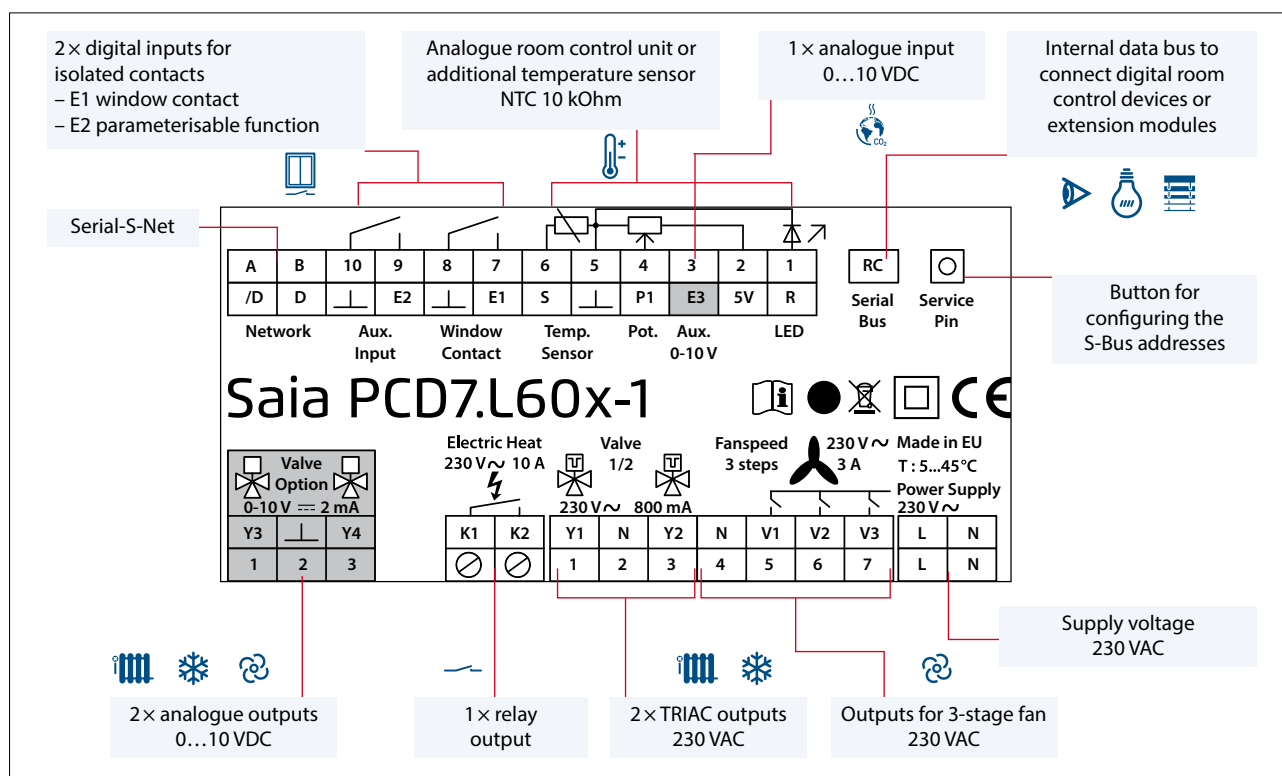 2 × digital inputs for
isolated contacts
– E1 window contact
– E2 parameterisable function
Analogue room control unit or
additional temperature sensor
NTC 10 kOhm
1 × analogue input
0…10 VDC
Internal data bus to
connect digital room
control devices or
extension modules
CO₂
Serial-S-Net
A B 10 9 8 7 6 5 4 3 2 1 RC
/D D E2 E1 S P1 E3 5V R
Serial
Bus
Service
Pin
Network
Aux.
Input
Window
Contact
Temp.
Sensor
Pot.
Aux.
0-10 V
LED
Button for
configuring the
S-Bus addresses
Saia PCD7.L60x-1
i
CE
Valve
Option
0-10 V ⎓ 2 mA
Electric Heat
230 V~ 10 A
Valve
1/2
230 V~ 800 mA
Fanspeed
3 steps
230 V~
3 A
Made in EU
T : 5...45°C
Power Supply
230 V~
Y3 Y4 K1 K2 Y1 N Y2 N V1 V2 V3 L N
1 2 3 1 2 3 4 5 6 7 L N
Supply voltage
230 VAC
2 × analogue outputs
0…10 VDC
1 × relay
output
2 × TRIAC outputs
230 VAC
Outputs for 3-stage fan
230 VAC